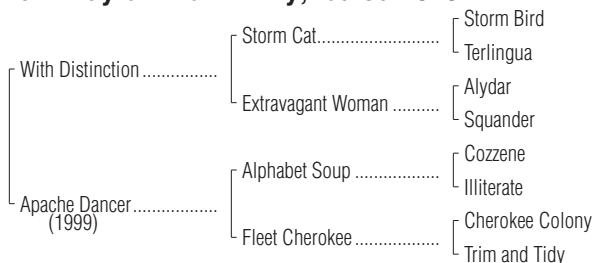 Storm Bird
Storm Cat........................
Terlingua
With Distinction...............
Alydar
Extravagant Woman.........
Squander
Cozzene
Alphabet Soup.................
Illiterate
Apache Dancer.................
(1999)
Cherokee Colony
Fleet Cherokee.................
Trim and Tidy